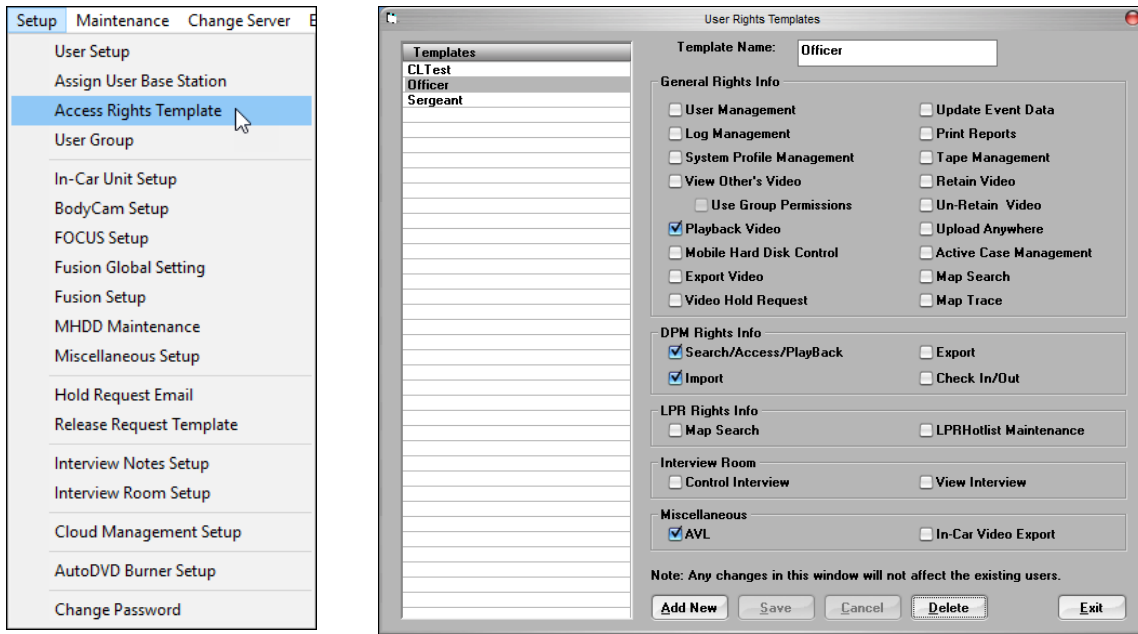 Setup Maintenance Change Server
User Setup
Assign User Base Station
Access Rights Template
User Group
In-Car Unit Setup
BodyCam Setup
FOCUS Setup
Fusion Global Setting
Fusion Setup
MHDD Maintenance
Miscellaneous Setup
Hold Request Email
Release Request Template
Interview Notes Setup
Interview Room Setup
Cloud Management Setup
AutoDVD Burner Setup
Change Password
User Rights Templates
Templates
CLTest
Officer
Sergeant
Template Name: Officer
General Rights Info
User Management Update Event Data
Log Management Print Reports
System Profile Management Tape Management
View Other's Video Retain Video
Use Group Permissions Un-Retain Video
Playback Video Upload Anywhere
Mobile Hard Disk Control Active Case Management
Export Video Map Search
Video Hold Request Map Trace
DPM Rights Info
Search/Access/PlayBack Export
Import Check In/Out
LPR Rights Info
Map Search LPRHotlist Maintenance
Interview Room
Control Interview View Interview
Miscellaneous
AVL In-Car Video Export
Note: Any changes in this window will not affect the existing users.
Add New Save Cancel Delete Exit